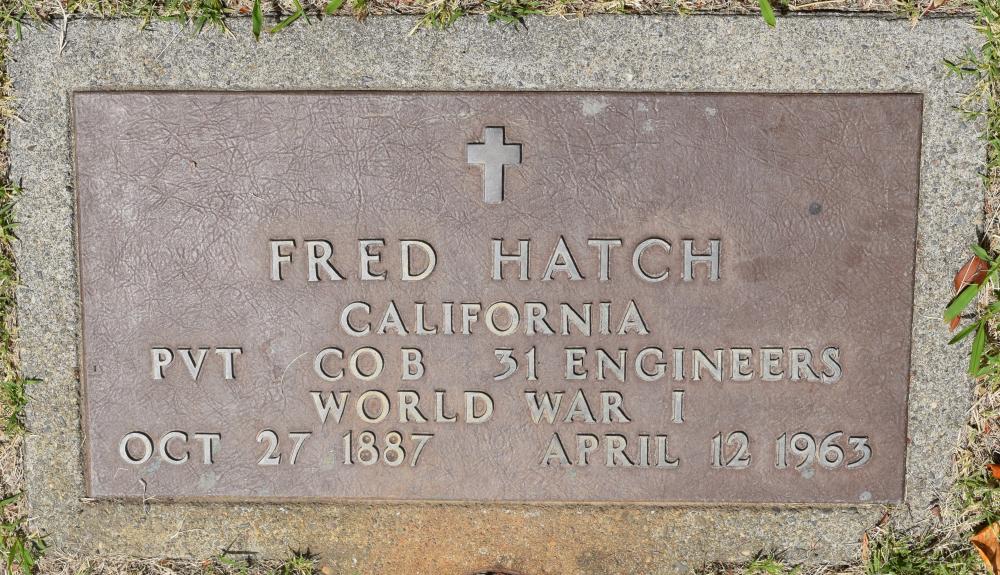 FRED HATCH
CALIFORNIA
PVT CO B 31 ENGINEERS
WORLD WAR I
OCT 27 1887 APRIL 12 1963